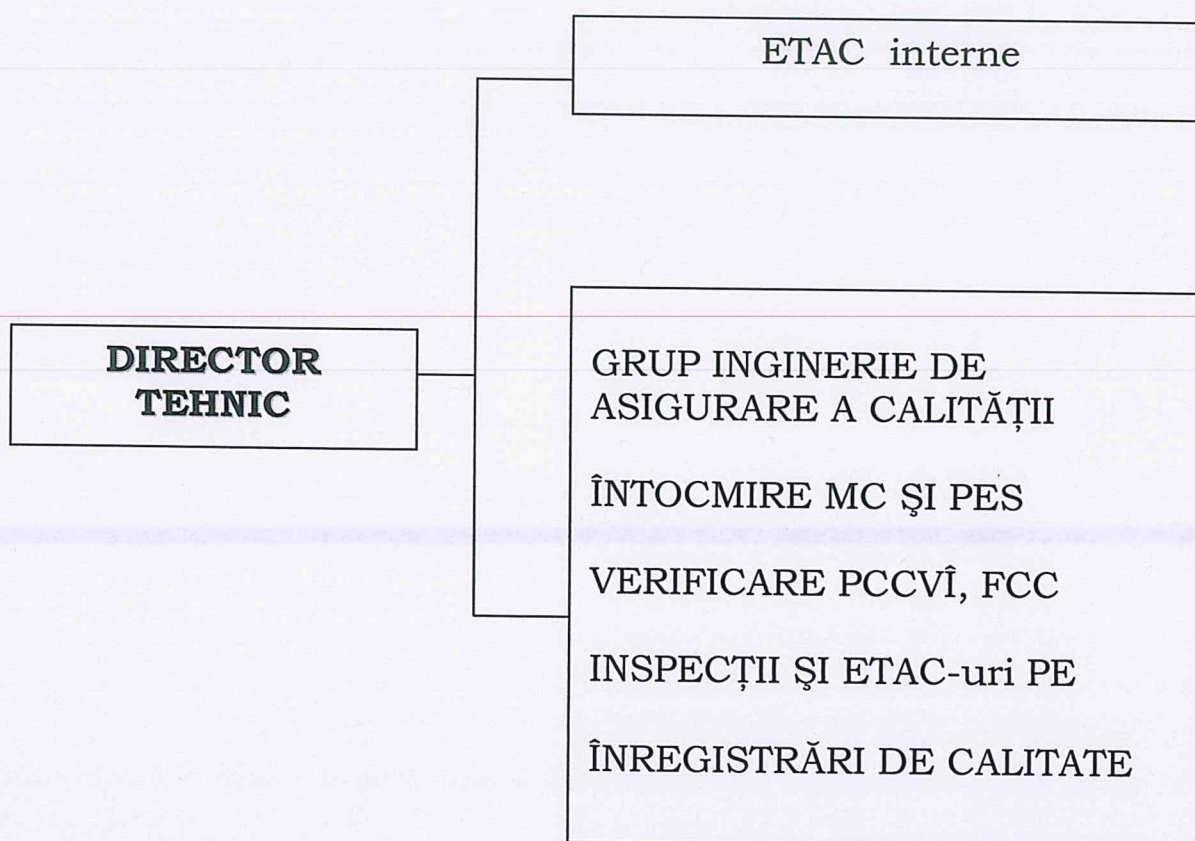 ETAC interne
DIRECTOR
TEHNIC
GRUP INGINERIE DE
ASIGURARE A CALITĂȚII
ÎNTOCMIRE MC ŞI PES
VERIFICARE PCCVÎ, FCC
INSPECȚII ŞI ETAC-uri PE
ÎNREGISTRĂRI DE CALITATE